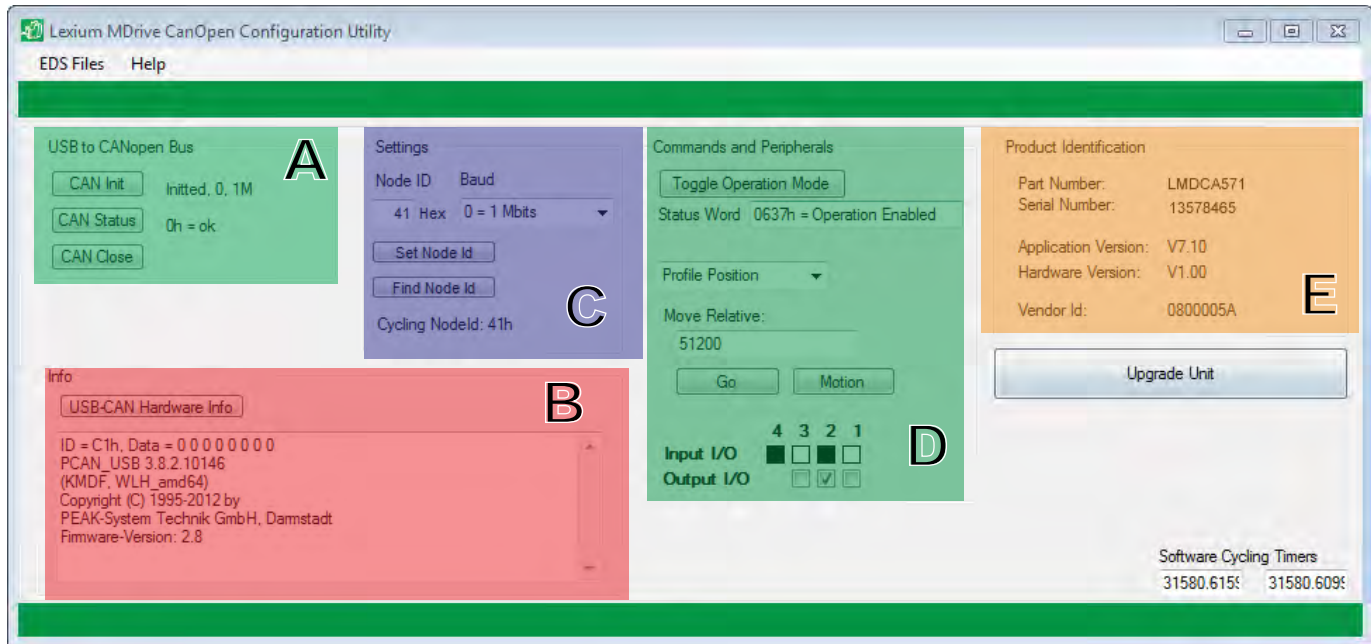 Lexium MDrive CanOpen Configuration Utility
EDS Files Help
USB to CANopen Bus
A
CAN Init Initted, 0, 1M
CAN Status 0h = ok
CAN Close
Settings
Node ID Baud
41 Hex 0 = 1 Mbits
Set Node Id
Find Node Id
Cycling NodeId: 41h
C
Commands and Peripherals
Toggle Operation Mode
Status Word 0637h = Operation Enabled
Profile Position
Move Relative:
51200
Go Motion
4 3 2 1
Input I/O
Output I/O
D
Product Identification
Part Number: LMDCA571
Serial Number: 13578465
Application Version: V7.10
Hardware Version: V1.00
Vendor Id: 0800005A
E
Upgrade Unit
Info
B
USB-CAN Hardware Info
ID = C1h, Data = 0 0 0 0 0 0 0 0
PCAN_USB 3.8.2.10146
(KMDF, WLH_amd64)
Copyright (C) 1995-2012 by
PEAK-System Technik GmbH, Darmstadt
Firmware-Version: 2.8
Software Cycling Timers
31580.615 31580.609